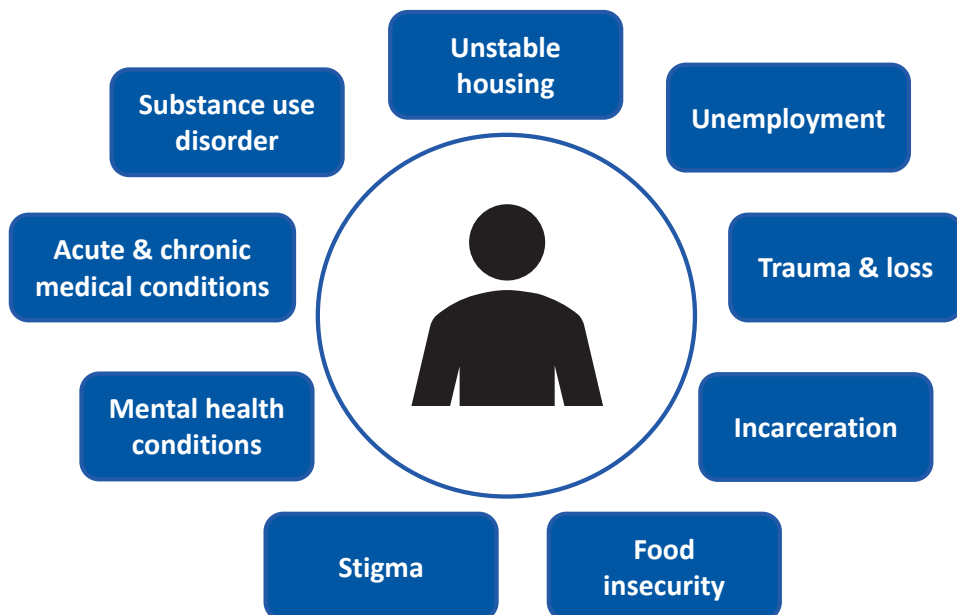 Unstable
housing
Substance use
disorder
Unemployment
Acute & chronic
medical conditions
Trauma & loss
Mental health
conditions
Incarceration
Stigma
Food
insecurity